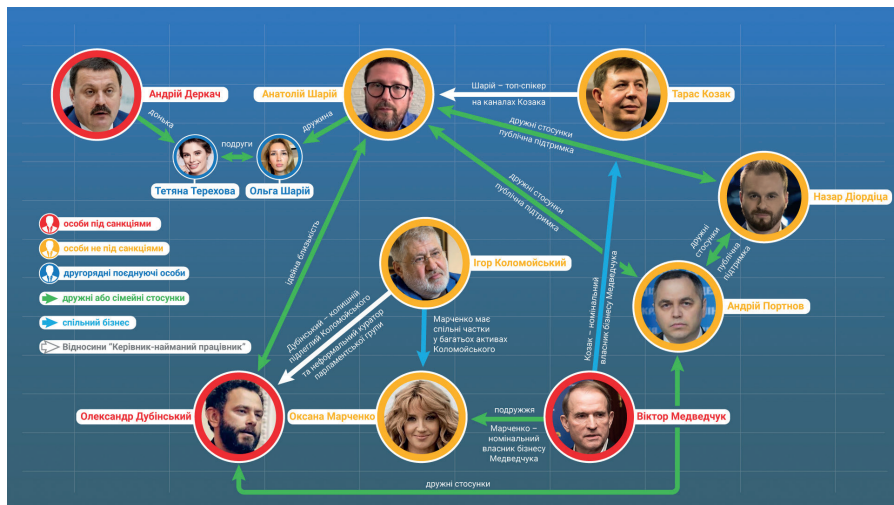 Андрій Деркач
Анатолій Шарій
Шарій – топ-спікер
на каналах Козака
Тарас Козак
донька
подруги
дружина
Тетяна Терехова
Ольга Шарій
дружні стосунки
публічна підтримка
Назар Діордіца
дружні стосунки
публічна підтримка
дружні
стосунки
публічна
підтримка
особи під санкціями
особи не під санкціями
другорядні поєднуючі особи
дружні або сімейні стосунки
спільний бізнес
Відносини “Керівник-найманий працівник”
ідейна близькість
Ігор Коломойський
Андрій Портнов
Дубінський – колишній
підлеглий Коломойського
та неформальний куратор
парламентської групи
Марченко має
спільні частки
у багатьох активах
Коломойського
Козак – номінальний
власник бізнесу Медведчука
Олександр Дубінський
Оксана Марченко
подружжя
Марченко –
номінальний
власник бізнесу
Медведчука
Віктор Медведчук
дружні стосунки